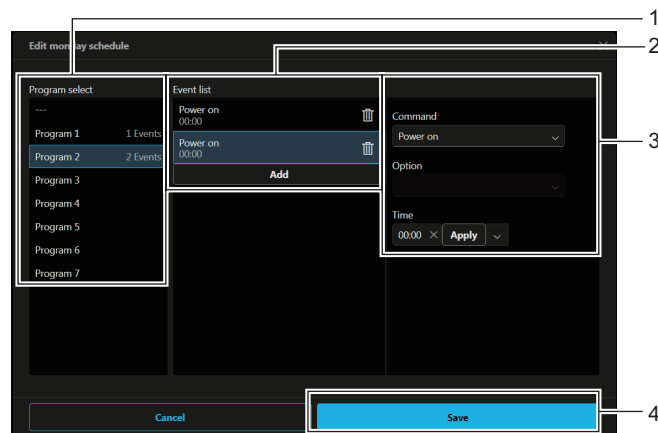 1
Edit monday schedule
2
Program select
---
Program 1 1 Events
Program 2 2 Events
Program 3
Program 4
Program 5
Program 6
Program 7
Event list
Power on
00:00
Power on
00:00
Add
Command
Power on
3
Option
Time
00:00 × Apply
Cancel
Save
4